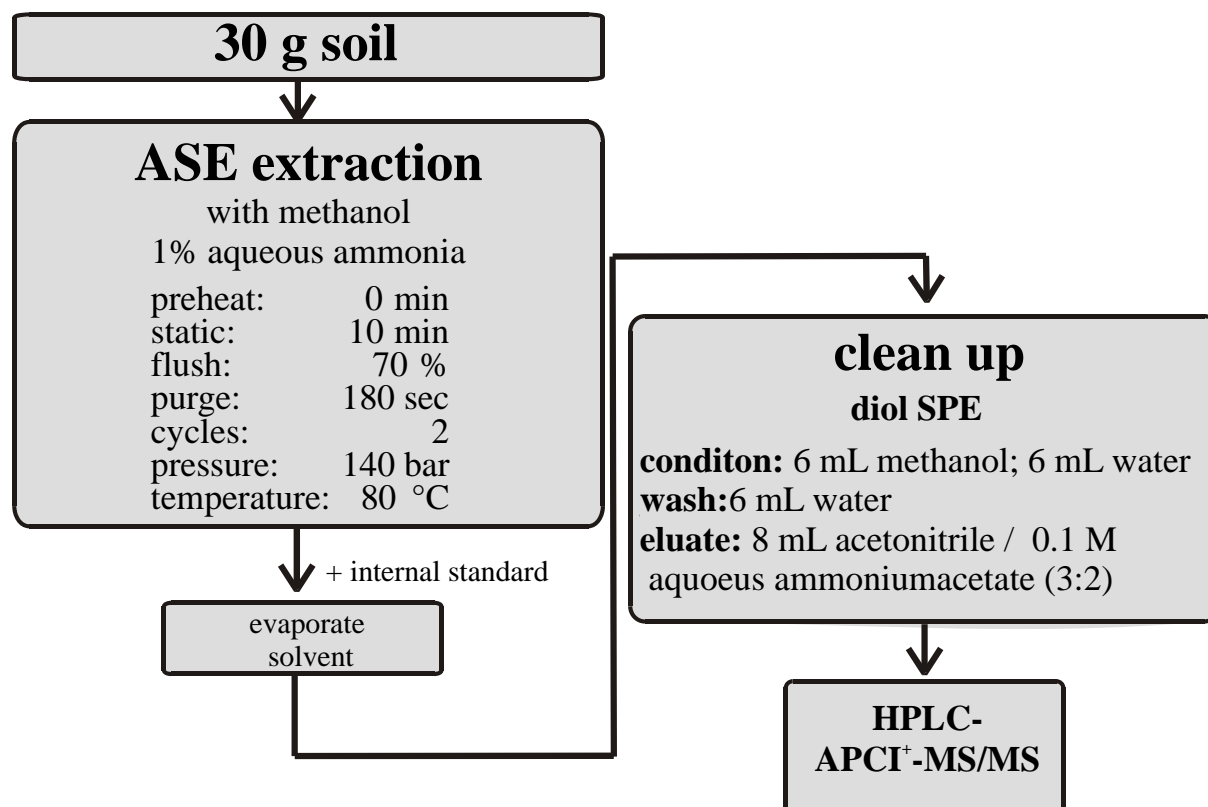 30 g soil
ASE extraction
with methanol
1% aqueous ammonia
preheat: 0 min
static: 10 min
flush: 70 %
purge: 180 sec
cycles: 2
pressure: 140 bar
temperature: 80 °C
+ internal standard
evaporate
solvent
clean up
diol SPE
conditon: 6 mL methanol; 6 mL water
wash:6 mL water
eluate: 8 mL acetonitrile / 0.1 M
aquoeus ammoniumacetate (3:2)
HPLC-
APCI⁺-MS/MS